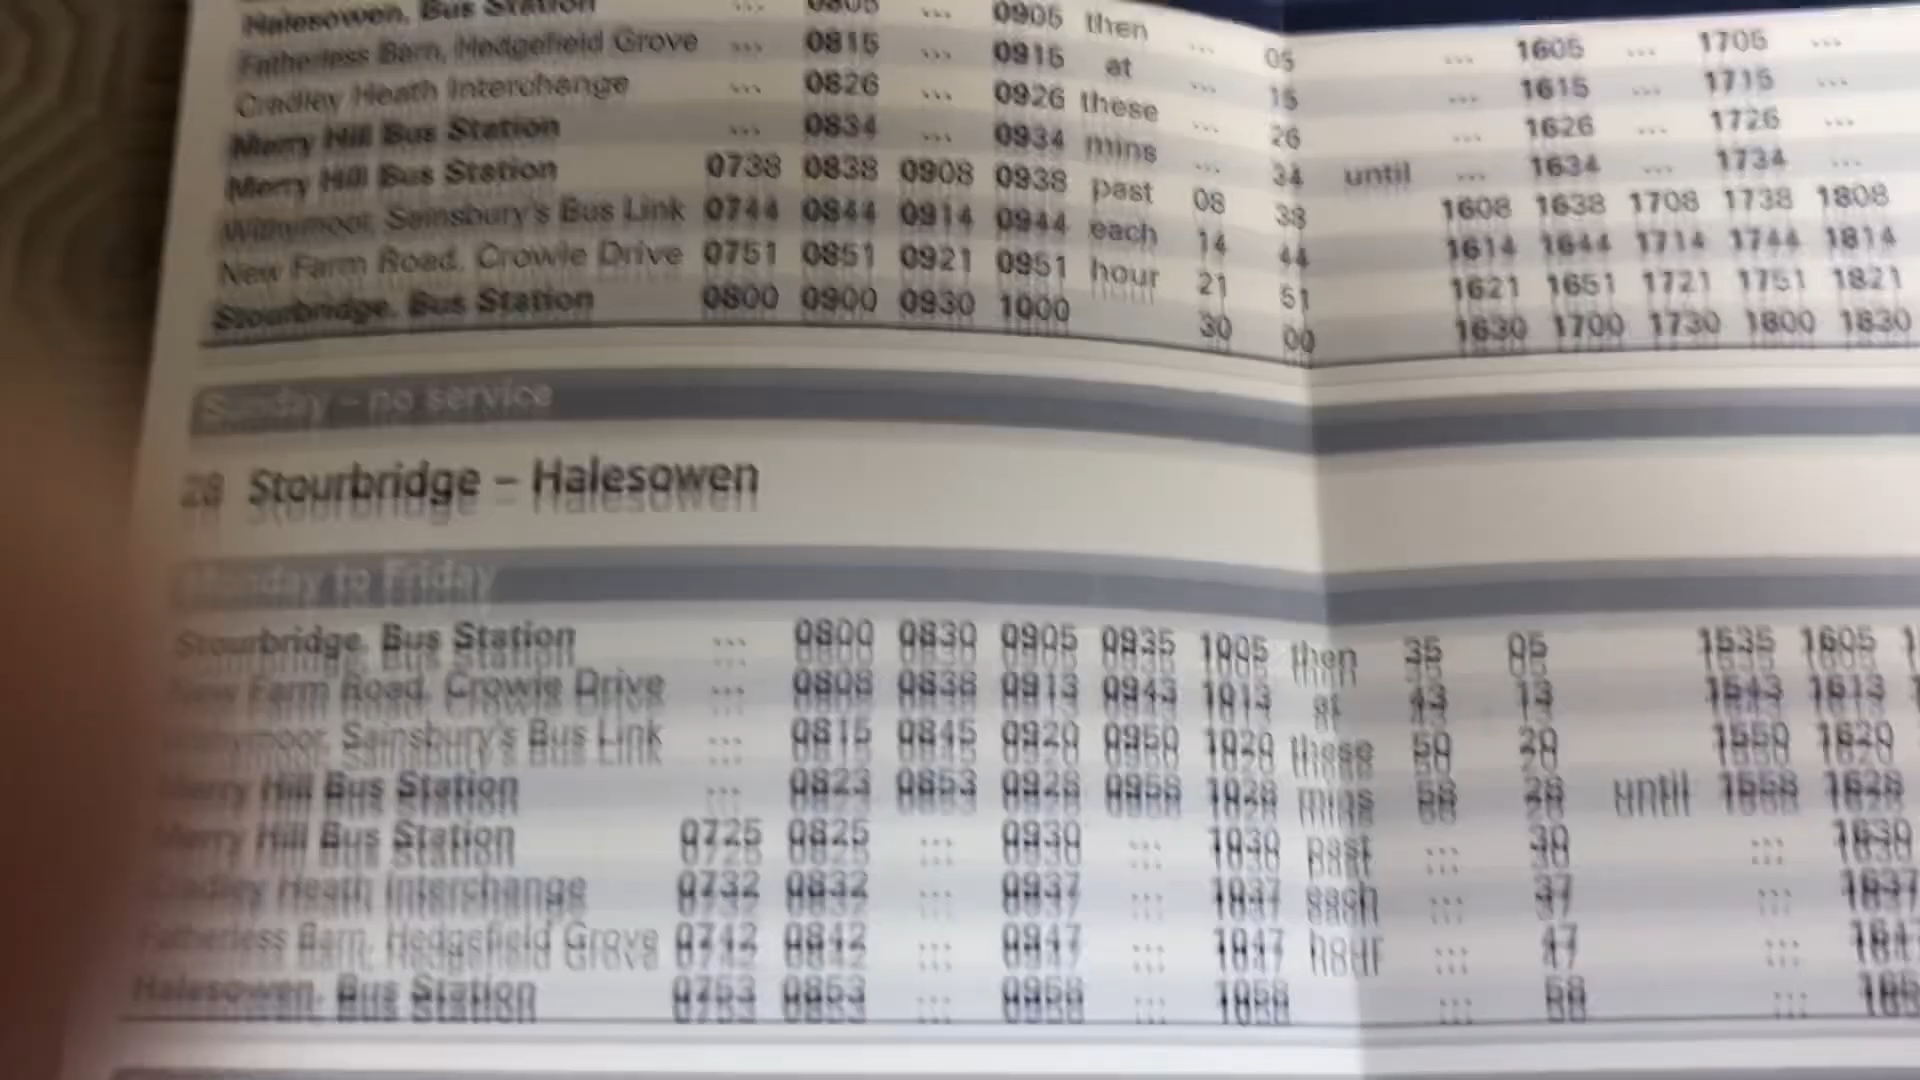 Halesowen, Bus Station ... 0805 ... 0905 then ... 05 ... 1605 ... 1705 ...
Fatherless Barn, Hedgefield Grove ... 0815 ... 0915 at ... 15 ... 1615 ... 1715 ...
Cradley Heath Interchange ... 0826 ... 0926 these ... 26 ... 1626 ... 1726 ...
Merry Hill Bus Station ... 0834 ... 0934 mins ... 34 until ... 1634 ... 1734 ...
Merry Hill Bus Station 0738 0838 0908 0938 past 08 38 1608 1638 1708 1738 1808
Withymoor, Sainsbury's Bus Link 0744 0844 0914 0944 each 14 44 1614 1644 1714 1744 1814
New Farm Road, Crowle Drive 0751 0851 0921 0951 hour 21 51 1621 1651 1721 1751 1821
Stourbridge, Bus Station 0800 0900 0930 1000 30 00 1630 1700 1730 1800 1830
Sunday – no service
28 Stourbridge – Halesowen
Monday to Friday
Stourbridge, Bus Station ... 0800 0830 0905 0935 1005 then 35 05 1535 1605
New Farm Road, Crowle Drive ... 0808 0838 0913 0943 1013 at 43 13 1543 1613
Withymoor, Sainsbury's Bus Link ... 0815 0845 0920 0950 1020 these 50 20 1550 1620
Merry Hill Bus Station ... 0823 0853 0928 0958 1028 mins 58 28 until 1558 1628
Merry Hill Bus Station 0725 0825 ... 0930 ... 1030 past ... 30 ... 1630
Cradley Heath Interchange 0732 0832 ... 0937 ... 1037 each ... 37 ... 1637
Fatherless Barn, Hedgefield Grove 0742 0842 ... 0947 ... 1047 hour ... 47 ...
Halesowen, Bus Station 0753 0853 ... 0958 ... 1058 ... 58 ...